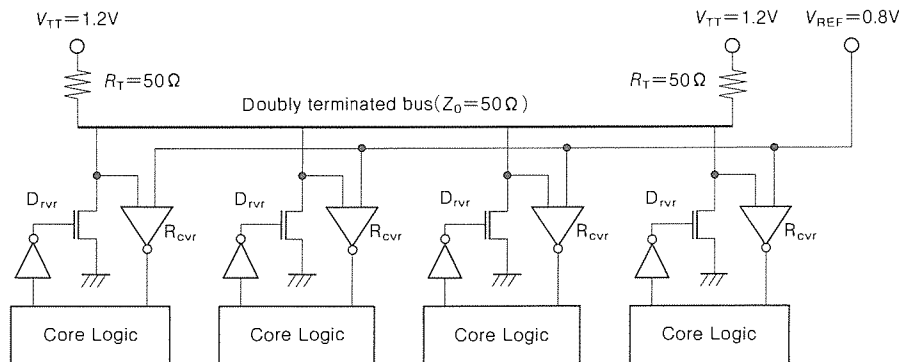 V_TT=1.2V V_TT=1.2V V_REF=0.8V
R_T=50Ω R_T=50Ω
Doubly terminated bus(Z_0=50Ω)
D_rvr D_rvr D_rvr D_rvr
R_cvr R_cvr R_cvr R_cvr
Core Logic Core Logic Core Logic Core Logic